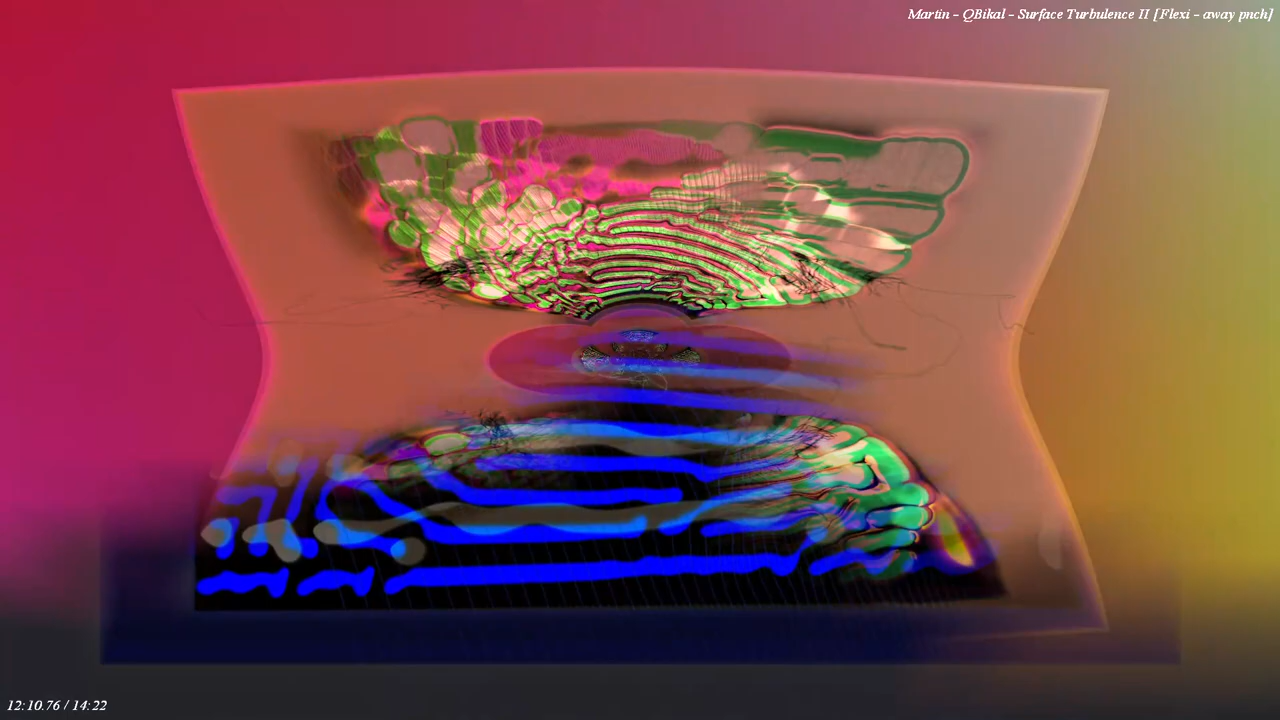 Martin - QBikal - Surface Turbulence II [Flexi - away pnch]
12:10.76 / 14:22